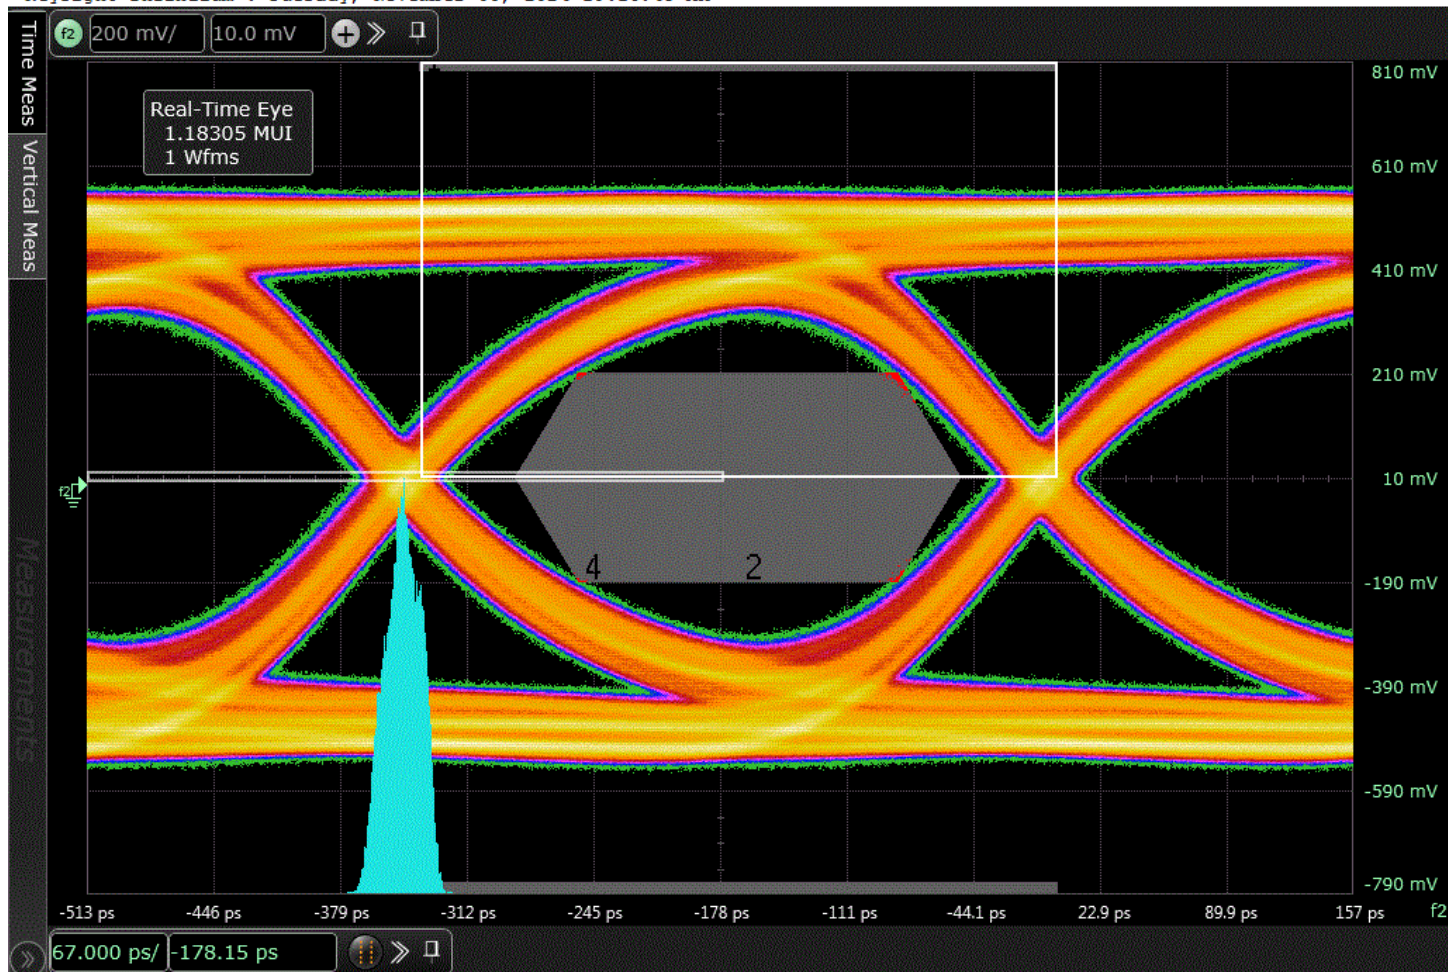 f2 200 mV/ 10.0 mV
Time Meas
Vertical Meas
Measurements
Real-Time Eye
1.18305 MUI
1 Wfms
810 mV
610 mV
410 mV
210 mV
10 mV
-190 mV
-390 mV
-590 mV
-790 mV
f2
4 2
-513 ps -446 ps -379 ps -312 ps -245 ps -178 ps -111 ps -44.1 ps 22.9 ps 89.9 ps 157 ps f2
67.000 ps/ -178.15 ps